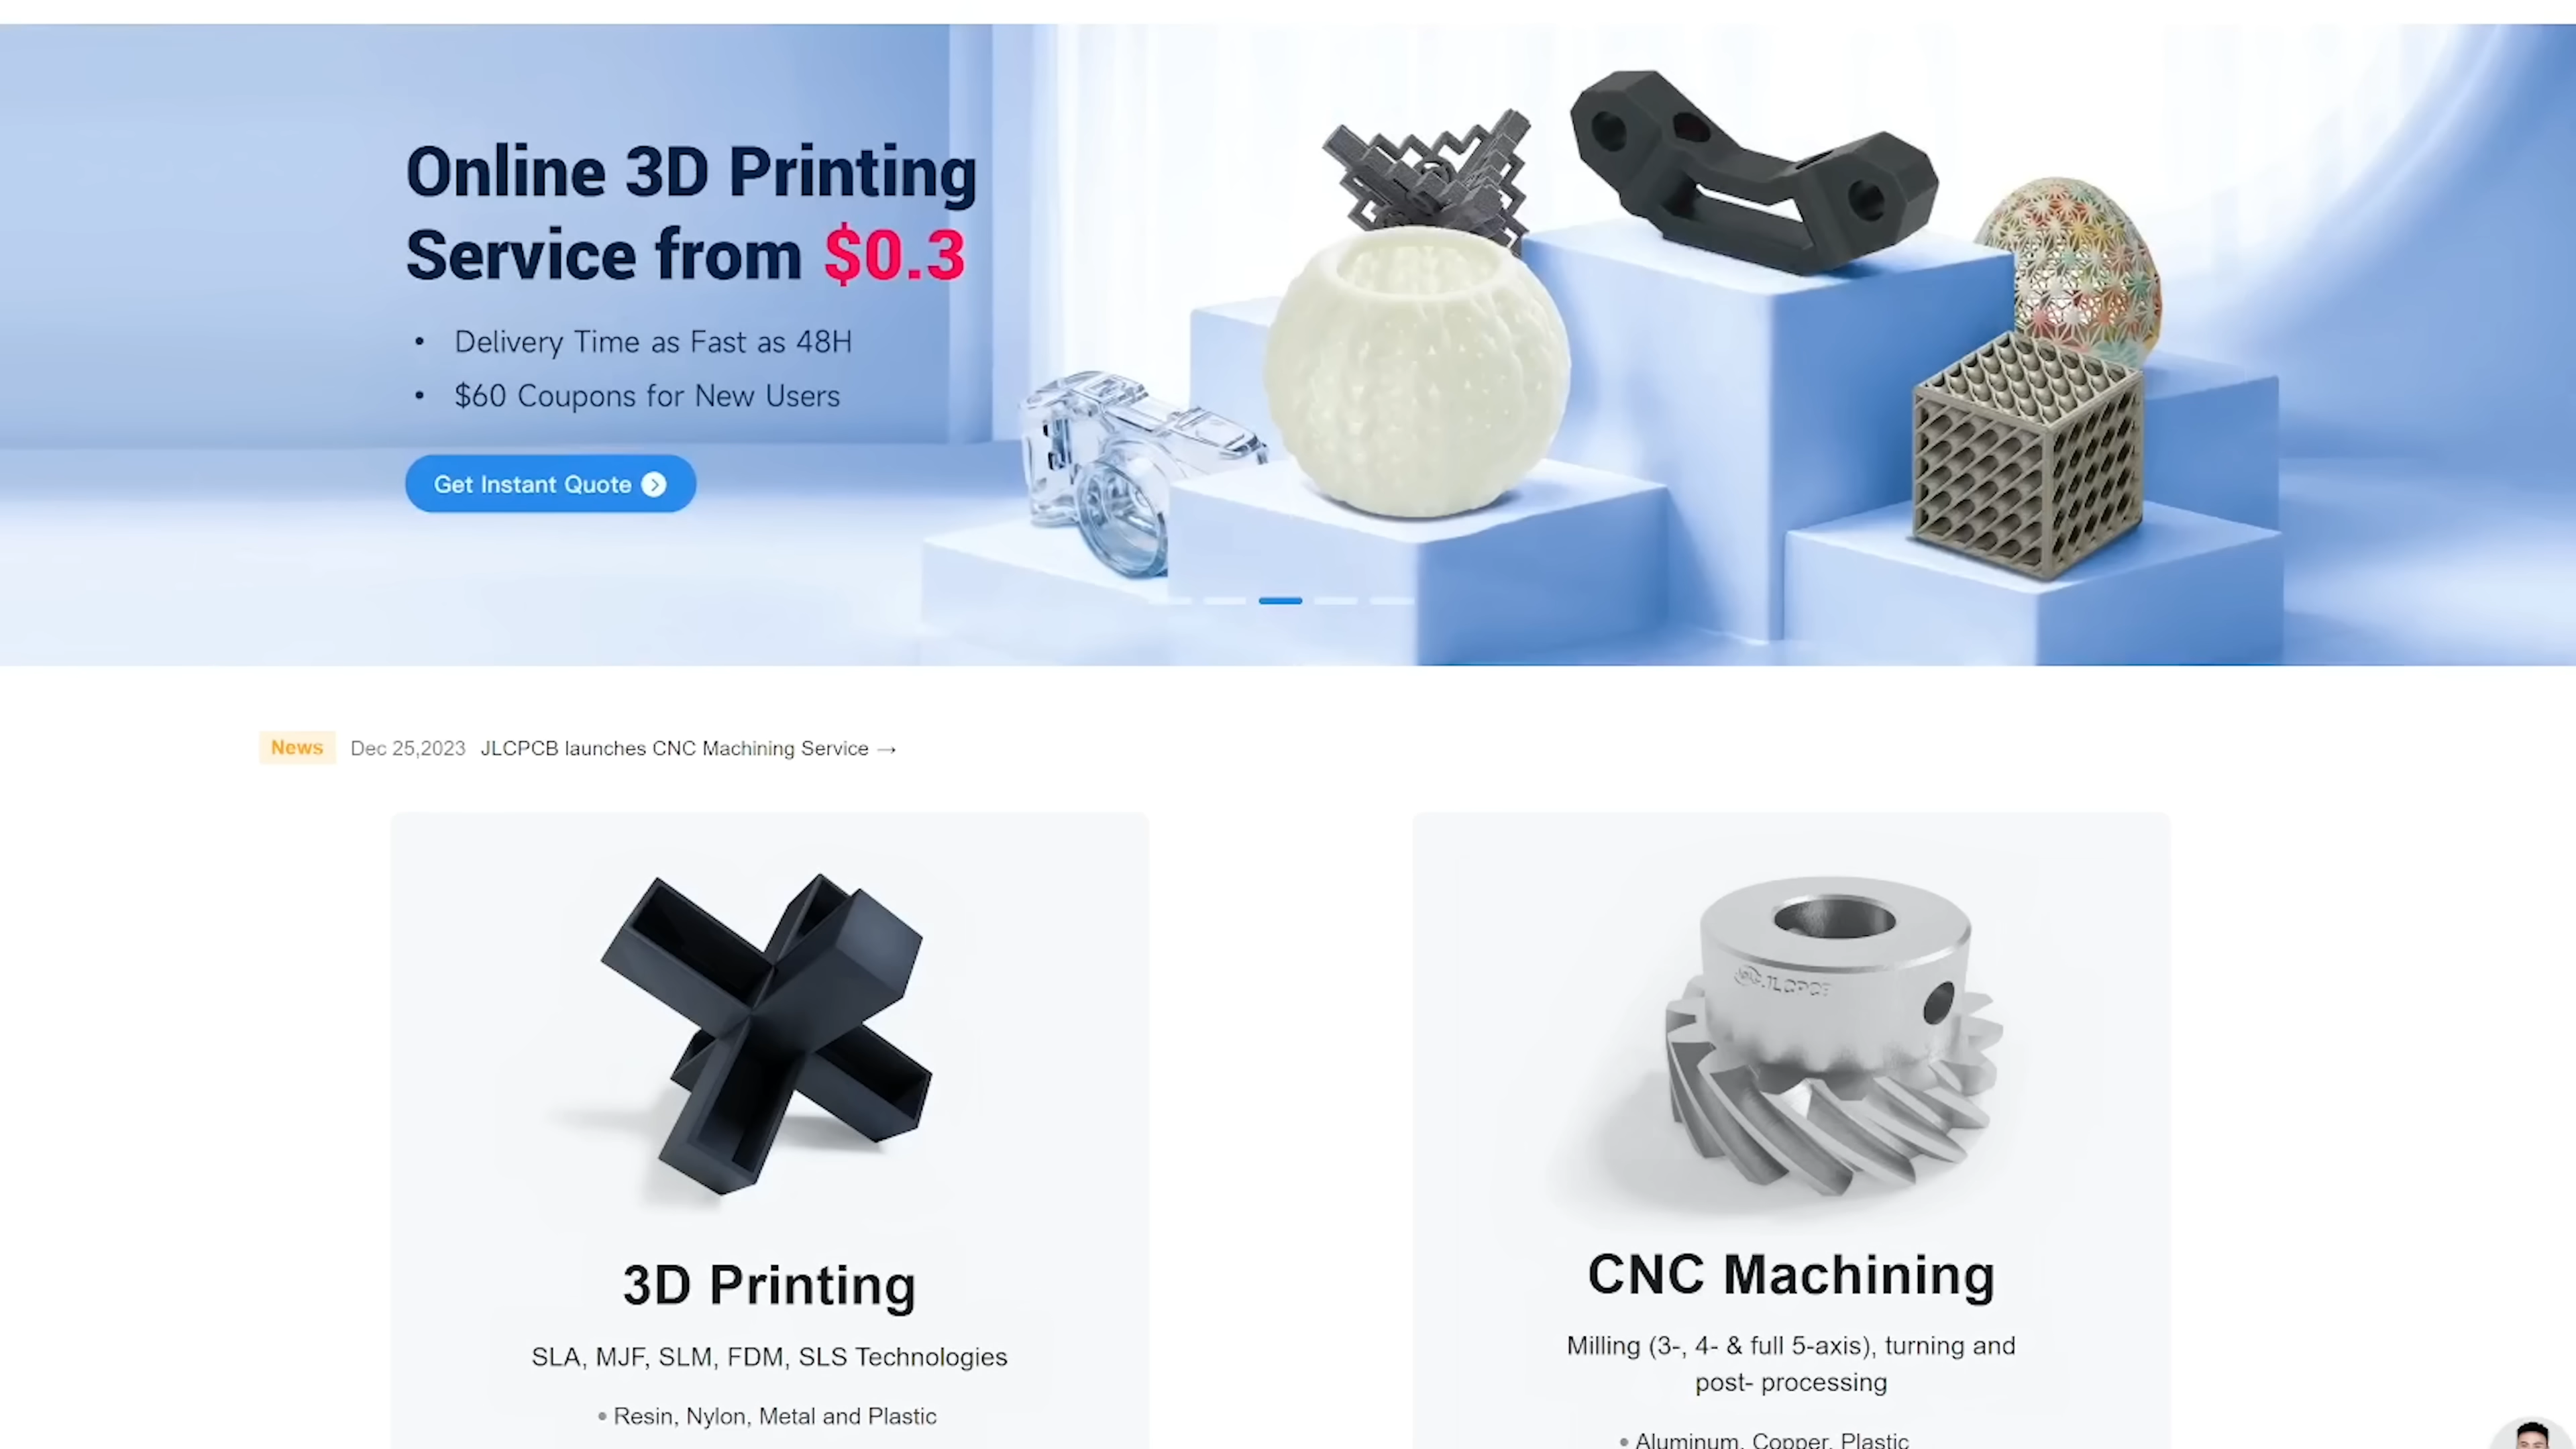 Online 3D Printing
Service from $0.3
• Delivery Time as Fast as 48H
• $60 Coupons for New Users
Get Instant Quote
News Dec 25,2023 JLCPCB launches CNC Machining Service →
JLCPCB
3D Printing
SLA, MJF, SLM, FDM, SLS Technologies
• Resin, Nylon, Metal and Plastic
CNC Machining
Milling (3-, 4- & full 5-axis), turning and
post- processing
• Aluminum, Copper, Plastic